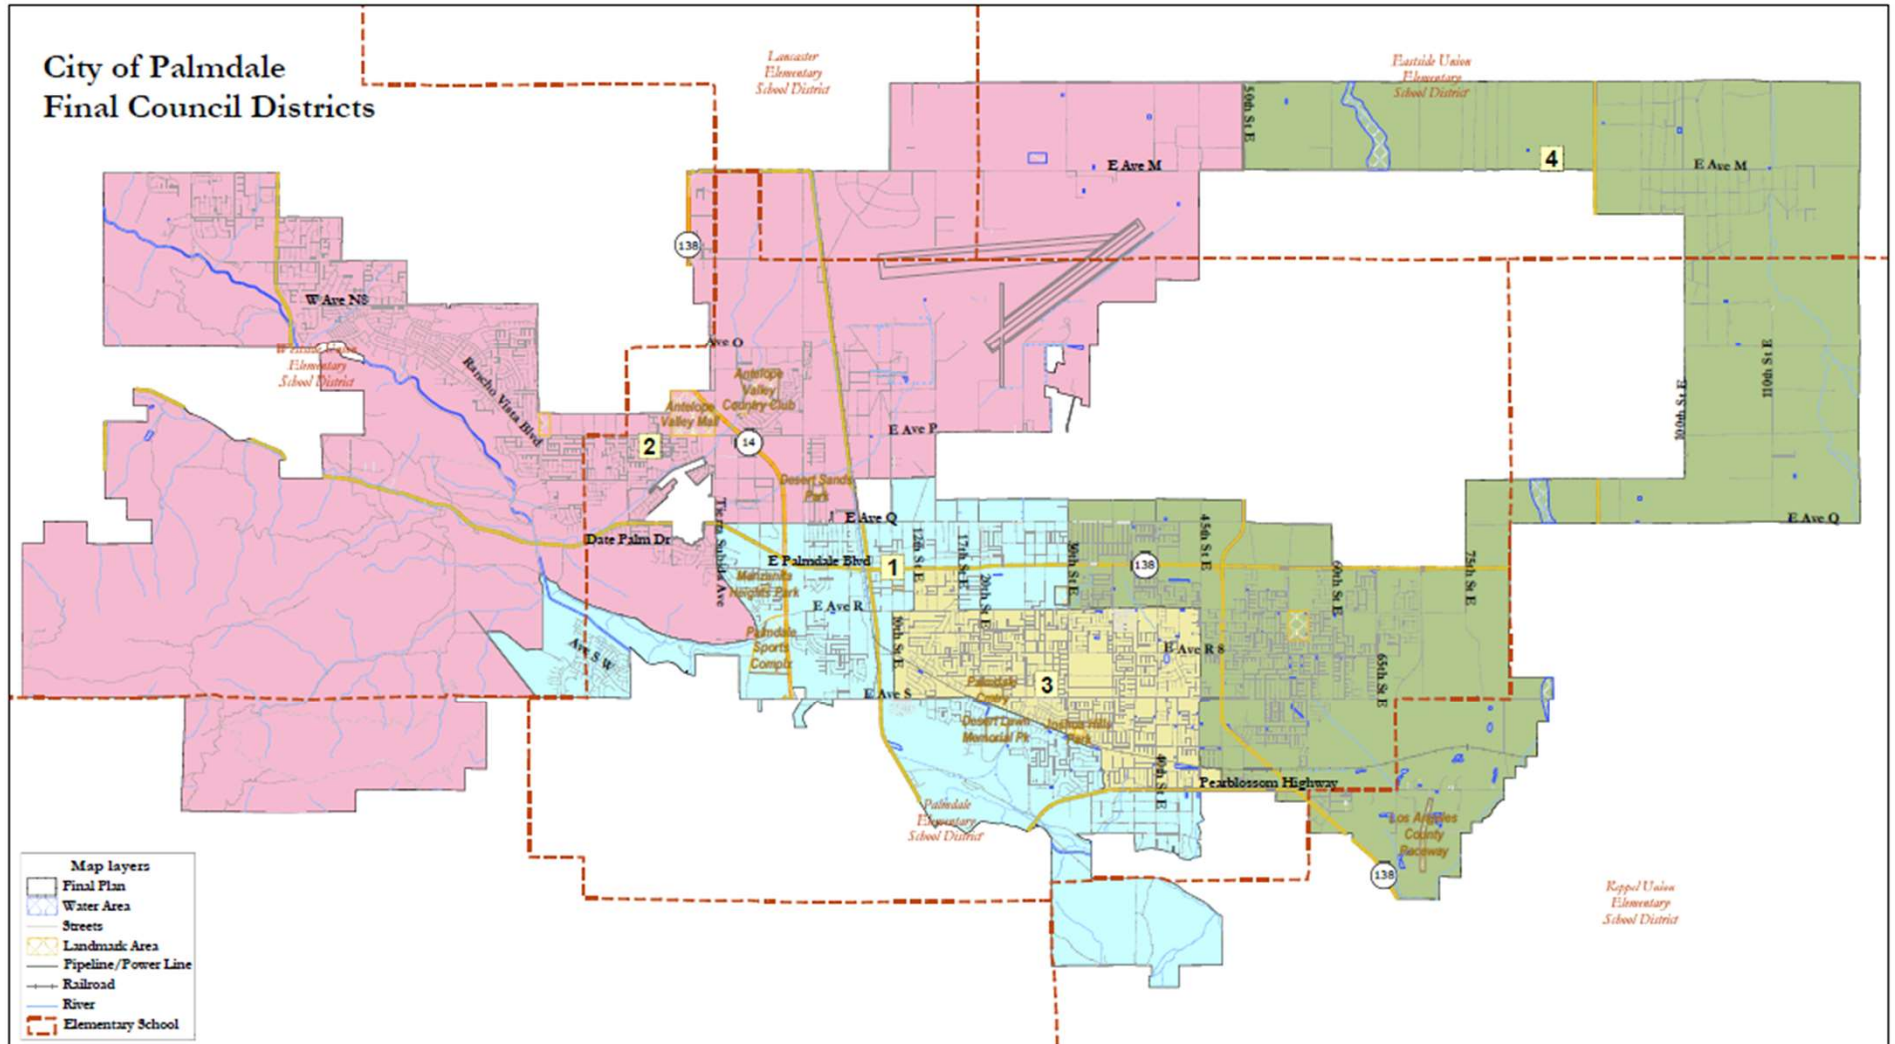 City of Palmdale
Final Council Districts
Lancaster
Elementary
School District
Eastside Union
Elementary
School District
50th St E
4
E Ave M
E Ave M
138
W Ave N8
Westside Union
Elementary
School District
Rancho Vista Blvd
Ave O
Antelope
Valley
Country Club
Antelope
Valley Mall
2
14
E Ave P
110th St E
100th St E
Desert Sands
Park
E Ave Q
E Ave Q
Tierra Subida Ave
Date Palm Dr
E Palmdale Blvd
1
12th St E
17th St E
20th St E
30th St E
138
45th St E
60th St E
75th St E
Manzanita
Heights Park
E Ave R
10th St E
Palmdale
Sports
Complx
Ave S W
E Ave R 8
65th St E
E Ave S
3
Palmdale
Cmtry
Desert Lawn
Memorial Pk
Joshua Hills
Park
40th St E
Pearblossom Highway
Palmdale
Elementary
School District
Los Angeles
County
Raceway
138
Keppel Union
Elementary
School District
Map layers
Final Plan
Water Area
Streets
Landmark Area
Pipeline/Power Line
Railroad
River
Elementary School